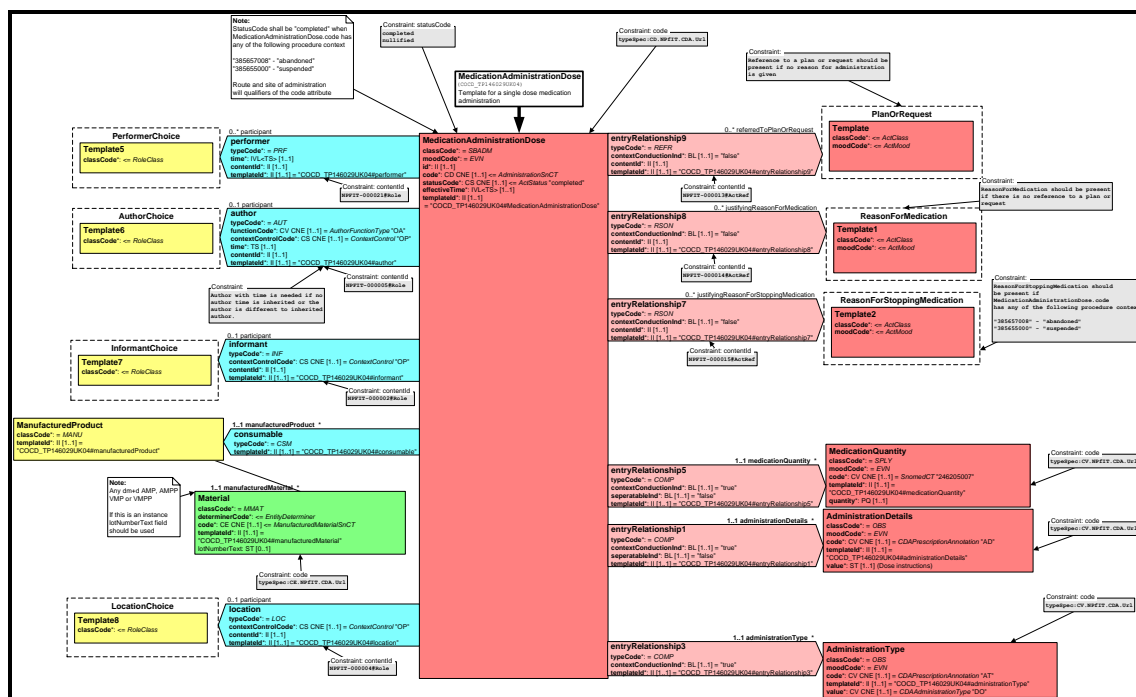 Note:
StatusCode shall be "completed" when
MedicationAdministrationDose.code has
any of the following procedure context
"385657008" - "abandoned"
"385655000" - "suspended"
Route and site of administration
will qualifiers of the code attribute
Constraint: statusCode
completed
nullified
Constraint: code
typeSpec:CD.NPfIT.CDA.Url
MedicationAdministrationDose
(COCD_TP146029UK04)
Template for a single dose medication
administration
Constraint:
Reference to a plan or request should be
present if no reason for administration
is given
MedicationAdministrationDose
classCode*: = SBADM
moodCode*: = EVN
id*: II [1..1]
code*: CD CNE [1..1] <= AdministrationSnCT
statusCode*: CS CNE [1..1] <= ActStatus "completed"
effectiveTime*: IVL<TS> [1..1]
templateId*: II [1..1]
= "COCD_TP146029UK04#MedicationAdministrationDose"
PerformerChoice
Template5
classCode*: <= RoleClass
0..* participant
performer
typeCode*: = PRF
time*: IVL<TS> [1..1]
contentId*: II [1..1]
templateId*: II [1..1] = "COCD_TP146029UK04#performer"
Constraint: contentId
NPFIT-000021#Role
AuthorChoice
Template6
classCode*: <= RoleClass
0..1 participant
author
typeCode*: = AUT
functionCode*: CV CNE [1..1] = AuthorFunctionType "OA"
contextControlCode*: CS CNE [1..1] = ContextControl "OP"
time*: TS [1..1]
contentId*: II [1..1]
templateId*: II [1..1] = "COCD_TP146029UK04#author"
Constraint: contentId
NPFIT-000005#Role
Constraint:
Author with time is needed if no
author time is inherited or the
author is different to inherited
author.
InformantChoice
Template7
classCode*: <= RoleClass
0..1 participant
informant
typeCode*: = INF
contextControlCode*: CS CNE [1..1] = ContextControl "OP"
contentId*: II [1..1]
templateId*: II [1..1] = "COCD_TP146029UK04#informant"
Constraint: contentId
NPFIT-000002#Role
ManufacturedProduct
classCode*: = MANU
templateId*: II [1..1] =
"COCD_TP146029UK04#manufacturedProduct"
1..1 manufacturedProduct *
consumable
typeCode*: = CSM
templateId*: II [1..1] = "COCD_TP146029UK04#consumable"
Note:
Any dm+d AMP, AMPP
VMP or VMPP
If this is an instance
lotNumberText field
should be used
1..1 manufacturedMaterial *
Material
classCode*: = MMAT
determinerCode*: <= EntityDeterminer
code*: CE CNE [1..1] <= ManufacturedMaterialSnCT
templateId*: II [1..1] =
"COCD_TP146029UK04#manufacturedMaterial"
lotNumberText: ST [0..1]
Constraint: code
typeSpec:CE.NPfIT.CDA.Url
LocationChoice
Template8
classCode*: <= RoleClass
0..1 participant
location
typeCode*: = LOC
contextControlCode*: CS CNE [1..1] = ContextControl "OP"
contentId*: II [1..1]
templateId*: II [1..1] = "COCD_TP146029UK04#location"
Constraint: contentId
NPFIT-000004#Role
0..* referredToPlanOrRequest
entryRelationship9
typeCode*: = REFR
contextConductionInd*: BL [1..1] = "false"
contentId*: II [1..1]
templateId*: II [1..1] = "COCD_TP146029UK04#entryRelationship9"
Constraint: contentId
NPFIT-000013#ActRef
PlanOrRequest
Template
classCode*: <= ActClass
moodCode*: <= ActMood
Constraint:
ReasonForMedication should be present
if there is no reference to a plan or
request
0..* justifyingReasonForMedication
entryRelationship8
typeCode*: = RSON
contextConductionInd*: BL [1..1] = "false"
contentId*: II [1..1]
templateId*: II [1..1] = "COCD_TP146029UK04#entryRelationship8"
Constraint: contentId
NPFIT-000014#ActRef
ReasonForMedication
Template1
classCode*: <= ActClass
moodCode*: <= ActMood
Constraint:
ReasonForStoppingMedication should
be present if
MedicationAdministrationDose.code
has any of the following procedure context
"385657008" - "abandoned"
"385655000" - "suspended"
0..* justifyingReasonForStoppingMedication
entryRelationship7
typeCode*: = RSON
contextConductionInd*: BL [1..1] = "false"
contentId*: II [1..1]
templateId*: II [1..1] = "COCD_TP146029UK04#entryRelationship7"
Constraint: contentId
NPFIT-000015#ActRef
ReasonForStoppingMedication
Template2
classCode*: <= ActClass
moodCode*: <= ActMood
1..1 medicationQuantity *
entryRelationship5
typeCode*: = COMP
contextConductionInd*: BL [1..1] = "true"
seperatableInd*: BL [1..1] = "false"
templateId*: II [1..1] = "COCD_TP146029UK04#entryRelationship5"
MedicationQuantity
classCode*: = SPLY
moodCode*: = EVN
code*: CV CNE [1..1] = SnomedCT "246205007"
templateId*: II [1..1] =
"COCD_TP146029UK04#medicationQuantity"
quantity*: PQ [1..1]
Constraint: code
typeSpec:CV.NPfIT.CDA.Url
1..1 administrationDetails *
entryRelationship1
typeCode*: = COMP
contextConductionInd*: BL [1..1] = "true"
seperatableInd*: BL [1..1] = "false"
templateId*: II [1..1] = "COCD_TP146029UK04#entryRelationship1"
AdministrationDetails
classCode*: = OBS
moodCode*: = EVN
code*: CV CNE [1..1] = CDAPrescriptionAnnotation "AD"
templateId*: II [1..1] =
"COCD_TP146029UK04#administrationDetails"
value*: ST [1..1] (Dose instructions)
Constraint: code
typeSpec:CV.NPfIT.CDA.Url
1..1 administrationType *
entryRelationship3
typeCode*: = COMP
contextConductionInd*: BL [1..1] = "true"
templateId*: II [1..1] = "COCD_TP146029UK04#entryRelationship3"
AdministrationType
classCode*: = OBS
moodCode*: = EVN
code*: CV CNE [1..1] = CDAPrescriptionAnnotation "AT"
templateId*: II [1..1] = "COCD_TP146029UK04#administrationType"
value*: CV CNE [1..1] = CDAAdministrationType "DO"
Constraint: code
typeSpec:CV.NPfIT.CDA.Url